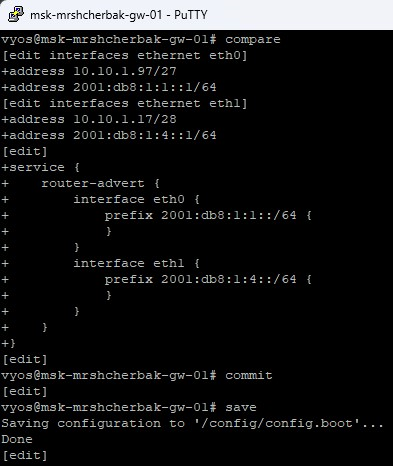 msk-mrshcherbak-gw-01 - PuTTY
vyos@msk-mrshcherbak-gw-01# compare
[edit interfaces ethernet eth0]
+address 10.10.1.97/27
+address 2001:db8:1:1::1/64
[edit interfaces ethernet eth1]
+address 10.10.1.17/28
+address 2001:db8:1:4::1/64
[edit]
+service {
+    router-advert {
+        interface eth0 {
+            prefix 2001:db8:1:1::/64 {
+            }
+        }
+        interface eth1 {
+            prefix 2001:db8:1:4::/64 {
+            }
+        }
+    }
+}
[edit]
vyos@msk-mrshcherbak-gw-01# commit
[edit]
vyos@msk-mrshcherbak-gw-01# save
Saving configuration to '/config/config.boot'...
Done
[edit]